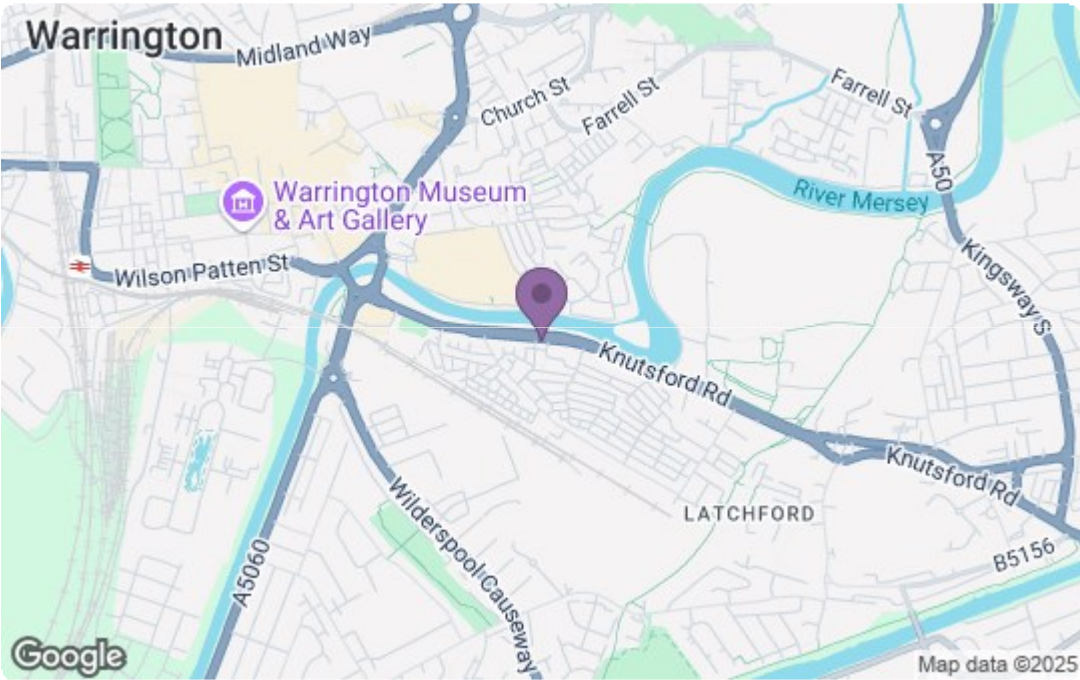 Warrington
Midland Way
Church St
Farrell St
Farrell St
A50
River Mersey
Warrington Museum
& Art Gallery
Wilson Patten St
Kingsway S
Knutsford Rd
Knutsford Rd
LATCHFORD
Wilderspool Causeway
A5060
B5156
Google
Map data ©2025